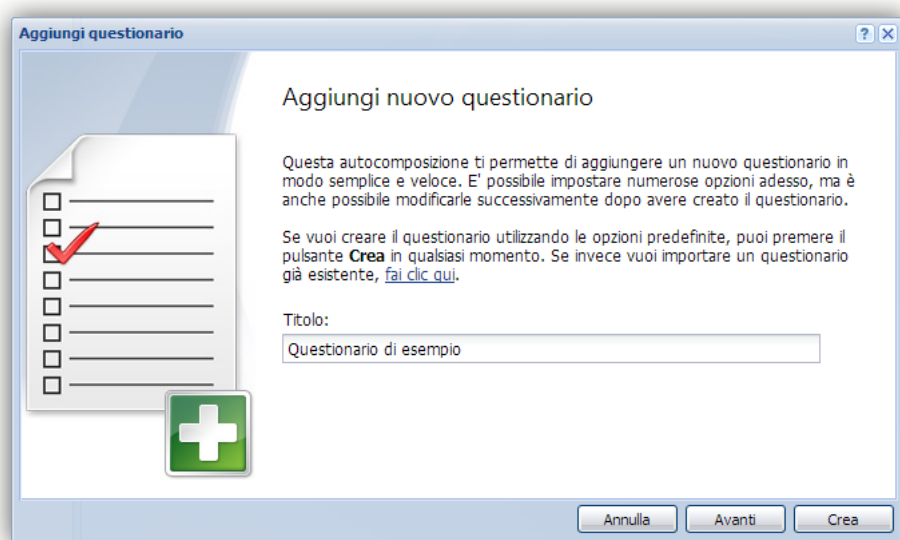 Aggiungi questionario
Aggiungi nuovo questionario
Questa autocomposizione ti permette di aggiungere un nuovo questionario in
modo semplice e veloce. E' possibile impostare numerose opzioni adesso, ma è
anche possibile modificarle successivamente dopo avere creato il questionario.
Se vuoi creare il questionario utilizzando le opzioni predefinite, puoi premere il
pulsante Crea in qualsiasi momento. Se invece vuoi importare un questionario
già esistente, fai clic qui.
Titolo:
Questionario di esempio
Annulla Avanti Crea